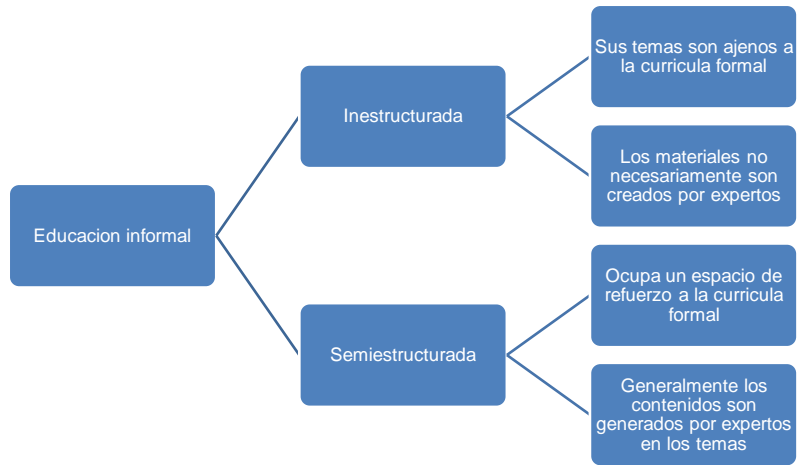 Educacion informal
Inestructurada
Sus temas son ajenos a
la curricula formal
Los materiales no
necesariamente son
creados por expertos
Semiestructurada
Ocupa un espacio de
refuerzo a la curricula
formal
Generalmente los
contenidos son
generados por expertos
en los temas